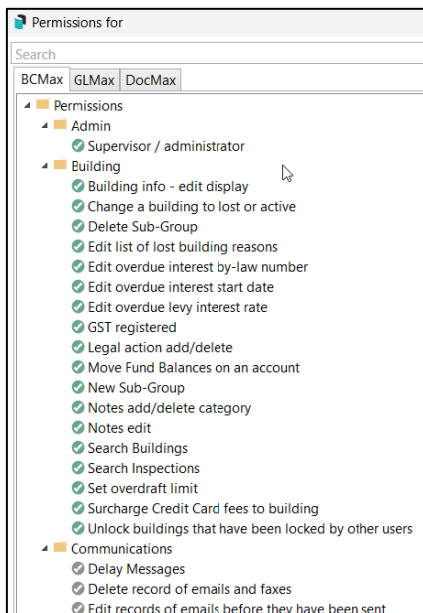 Permissions for
Search
BCMax GLMax DocMax
Permissions
Admin
Supervisor / administrator
Building
Building info - edit display
Change a building to lost or active
Delete Sub-Group
Edit list of lost building reasons
Edit overdue interest by-law number
Edit overdue interest start date
Edit overdue levy interest rate
GST registered
Legal action add/delete
Move Fund Balances on an account
New Sub-Group
Notes add/delete category
Notes edit
Search Buildings
Search Inspections
Set overdraft limit
Surcharge Credit Card fees to building
Unlock buildings that have been locked by other users
Communications
Delay Messages
Delete record of emails and faxes
Edit records of emails before they have been sent